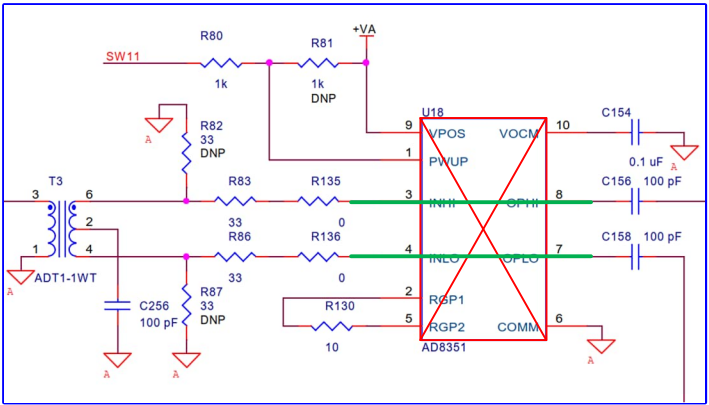 +VA
R80
R81
SW11
1k
1k
DNP
U18
R82
33
DNP
A
9
VPOS
VOCM
10
C154
0.1 uF
A
1
PWUP
T3
3
6
R83
33
R135
0
3
INHI
OPHI
8
C156
100 pF
2
1
4
R86
33
R136
0
4
INLO
OPLO
7
C158
100 pF
A
ADT1-1WT
C256
100 pF
R87
33
DNP
2
RGP1
R130
10
5
RGP2
COMM
6
AD8351
A
A
A